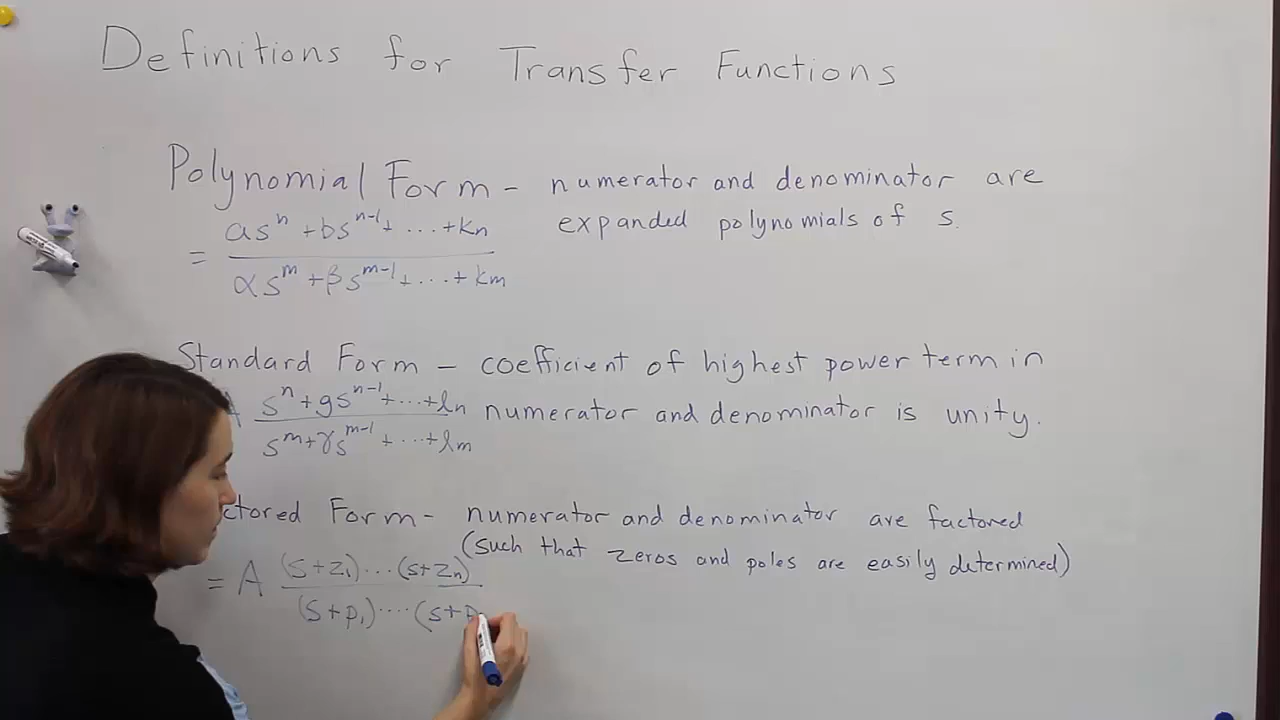 Definitions for Transfer Functions
Polynomial Form - numerator and denominator are
expanded polynomials of s.
= (as^n + bs^(n-1) + ... + kn) / (αs^m + βs^(m-1) + ... + km)
Standard Form - coefficient of highest power term in
numerator and denominator is unity.
A (s^n + gs^(n-1) + ... + ln) / (s^m + γs^(m-1) + ... + lm)
ctored Form - numerator and denominator are factored
(such that zeros and poles are easily determined)
= A (s+z₁)...(s+zₙ) / (s+p₁)....(s+p